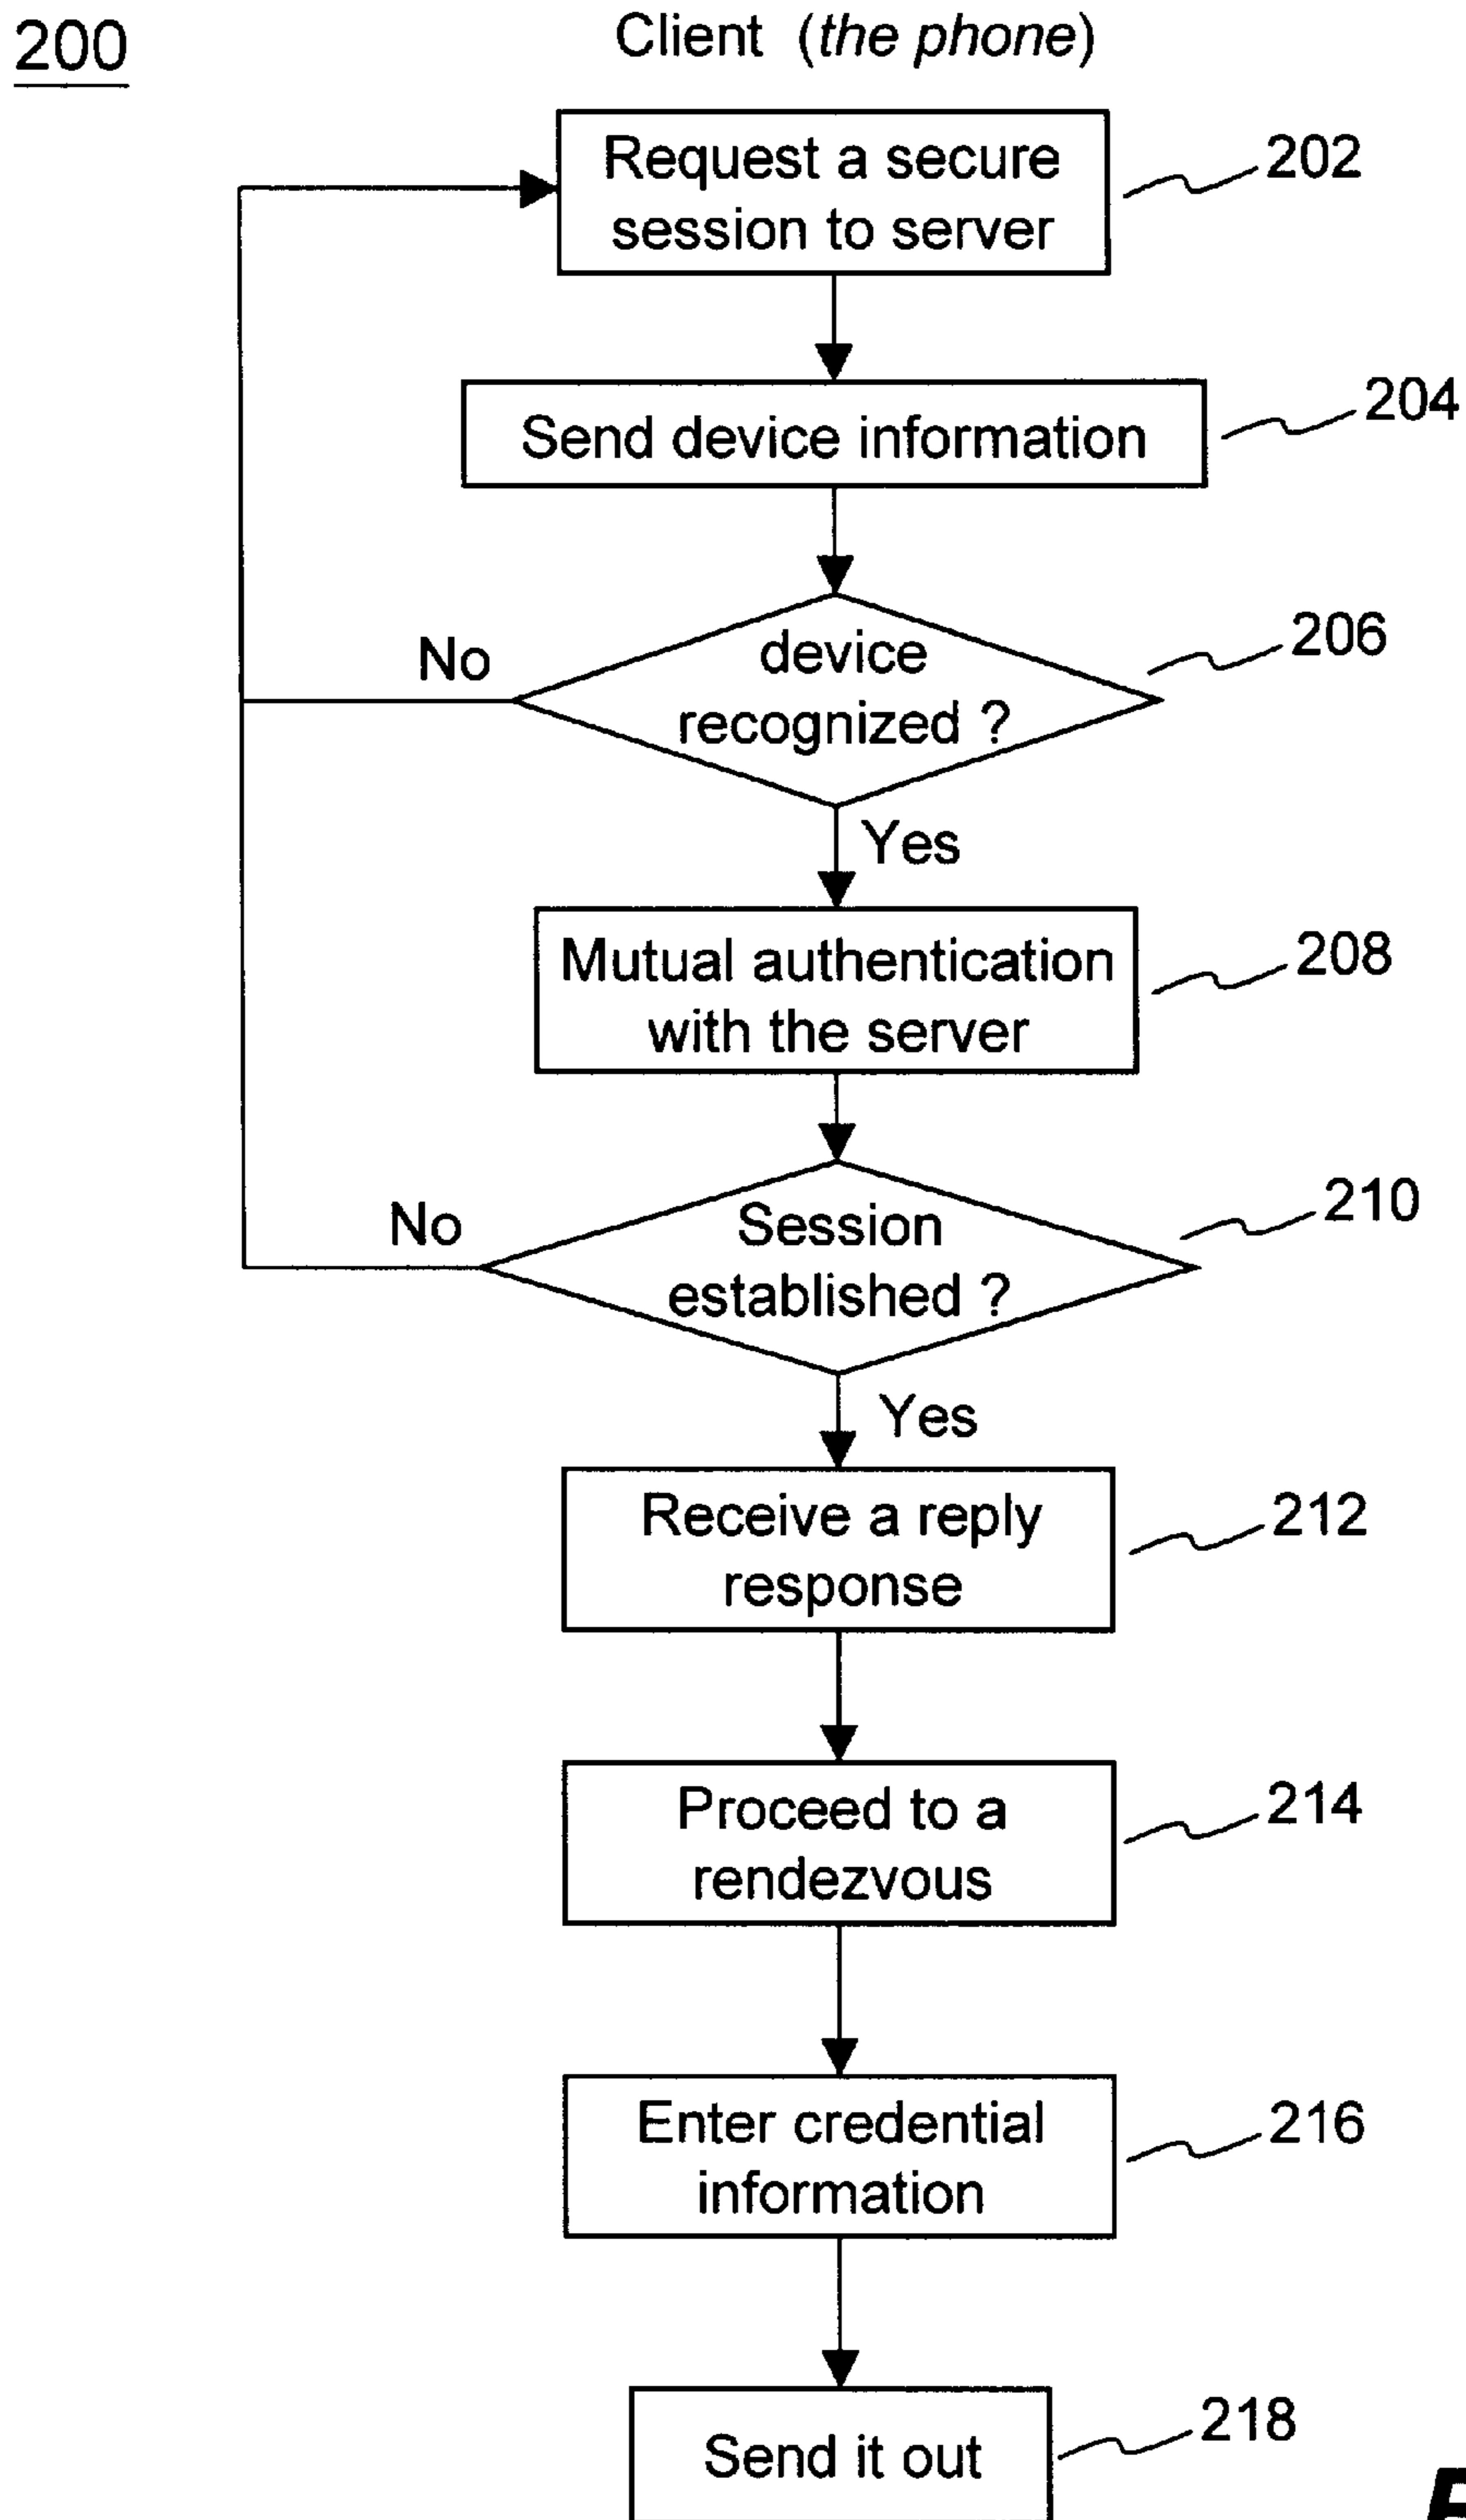 200
Client (the phone)
Request a secure
session to server
202
Send device information
204
device
recognized ?
206
No
Yes
Mutual authentication
with the server
208
Session
established ?
210
No
Yes
Receive a reply
response
212
Proceed to a
rendezvous
214
Enter credential
information
216
Send it out
218